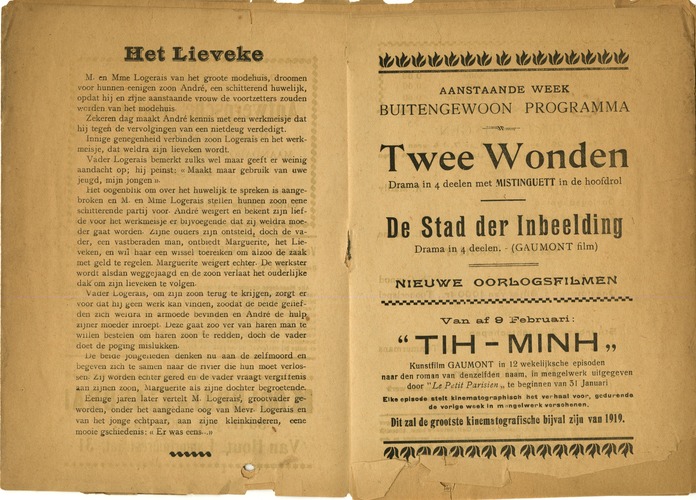 Het Lieveke
M. en Mme Logerais van het groote modehuis, droomen
voor hunnen eenigen zoon André, een schitterend huwelijk,
opdat hij en zijne aanstaande vrouw de voortzetters zouden
worden van het modehuis.
Zekeren dag maakt André kennis met een werkmeisje dat
hij tegen de vervolgingen van een nietdeug verdedigt.
Innige genegenheid verbinden zoon Logerais en het werk-
meisje, dat weldra zijn lieveken wordt.
Vader Logerais bemerkt zulks wel maar geeft er weinig
aandacht op; hij peinst: « Maakt maar gebruik van uwe
jeugd, mijn jongen ».
Het oogenblik om over het huwelijk te spreken is aange-
broken en M. en Mme Logerais stellen hunnen zoon eene
schitterende party voor. André weigert en bekent zijn lief-
de voor het werkmeisje er bijvoegende dat zij weldra moe-
der gaat worden. Zijne ouders zijn ontsteld, doch de va-
der, een vastberaden man, ontbiedt Marguerite, het Lie-
veken, en wil haar een wissel toereiken om alzoo de zaak
met geld te regelen. Marguerite weigert echter. De werkster
wordt alsdan weggejaagd en de zoon verlaat het ouderlijke
dak om zijn lieveken te volgen.
Vader Logerais, om zijn zoon terug te krijgen, zorgt er
voor dat hij geen werk kan vinden, zoodat de beide gelief-
den zich weldra in armoede bevinden en André de hulp
zijner moeder inroept. Deze gaat zoo ver van haren man te
willen bestelen om haren zoon te redden, doch de vader
doet de poging mislukken.
De beide jongelieden denken nu aan de zelfmoord en
begeven zich te samen naar de rivier die hun moet verlos-
sen. Zij worden echter gered en de vader vraagt vergiffenis
aan zijnen zoon, Marguerite als zijne dochter begroetende.
Eenige jaren later vertelt M. Logerais, grootvader ge-
worden, onder het aangedane oog van Mevr. Logerais en
van het jonge echtpaar, aan zijne kleinkinderen, eene
mooie gschiedenis: « Er was eens...»
AANSTAANDE WEEK
BUITENGEWOON PROGRAMMA
Twee Wonden
Drama in 4 deelen met MISTINGUETT in de hoofdrol
De Stad der Inbeelding
Drama in 4 deelen. - (GAUMONT film)
NIEUWE OORLOGSFILMEN
Van af 9 Februari:
“ TIH-MINH „
Kunstfilm GAUMONT in 12 wekelijksche episoden
naar den roman van denzelfden naam, in mengelwerk uitgegeven
door "Le Petit Parisien„ te beginnen van 31 Januari
Elke episode stelt kinematographisch het verhaal voor, gedurende
de vorige week in mengelwerk verschenen.
Dit zal de grootste kinematografische bijval zijn van 1919.